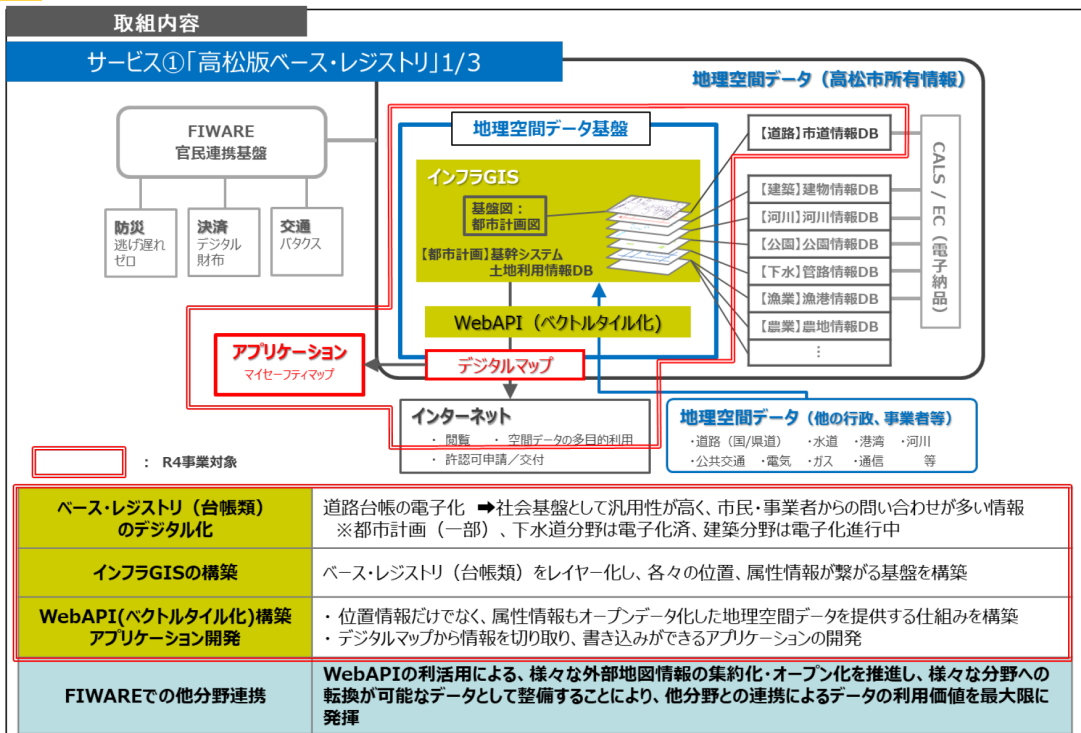 取組内容
サービス①「高松版ベース・レジストリ」1/3
地理空間データ（高松市所有情報）
FIWARE
官民連携基盤
防災
逃げ遅れ
ゼロ
決済
デジタル
財布
交通
バタクス
地理空間データ基盤
インフラGIS
基盤図：
都市計画図
【都市計画】基幹システム
土地利用情報DB
WebAPI（ベクトルタイル化）
デジタルマップ
アプリケーション
マイセーフティマップ
【道路】市道情報DB
【建築】建物情報DB
【河川】河川情報DB
【公園】公園情報DB
【下水】管路情報DB
【漁業】漁港情報DB
【農業】農地情報DB
⋮
CALS / EC（電子納品）
インターネット
・ 閲覧 ・ 空間データの多目的利用
・ 許認可申請／交付
地理空間データ（他の行政、事業者等）
・道路（国/県道） ・水道 ・港湾 ・河川
・公共交通 ・電気 ・ガス ・通信 等
： R4事業対象
ベース・レジストリ（台帳類）
のデジタル化
道路台帳の電子化 ➡社会基盤として汎用性が高く、市民・事業者からの問い合わせが多い情報
※都市計画（一部）、下水道分野は電子化済、建築分野は電子化進行中
インフラGISの構築
ベース・レジストリ（台帳類）をレイヤー化し、各々の位置、属性情報が繋がる基盤を構築
WebAPI(ベクトルタイル化)構築
アプリケーション開発
・ 位置情報だけでなく、属性情報もオープンデータ化した地理空間データを提供する仕組みを構築
・ デジタルマップから情報を切り取り、書き込みができるアプリケーションの開発
FIWAREでの他分野連携
WebAPIの利活用による、様々な外部地図情報の集約化・オープン化を推進し、様々な分野への
転換が可能なデータとして整備することにより、他分野との連携によるデータの利用価値を最大限に
発揮